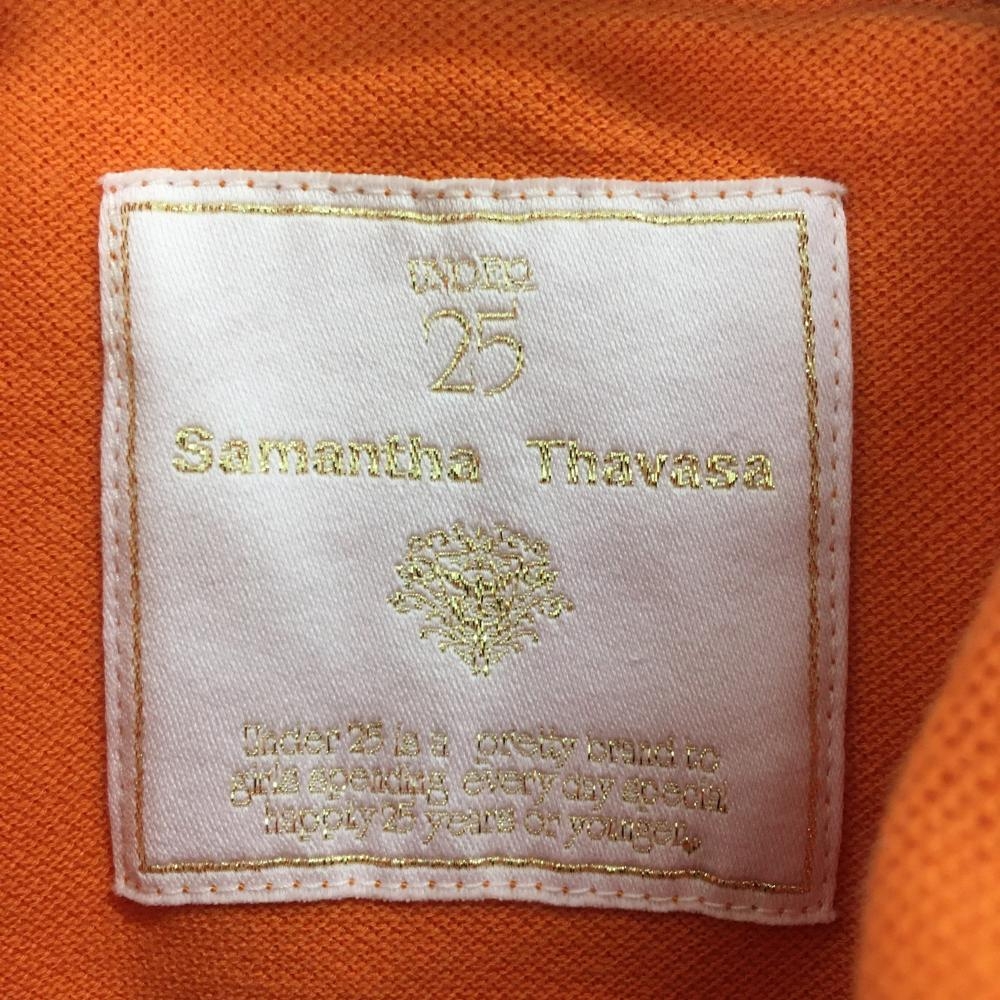 UNDER
25
Samantha Thavasa
Under 25 is a pretty brand to
girls spending every day special
happily 25 years or younger.